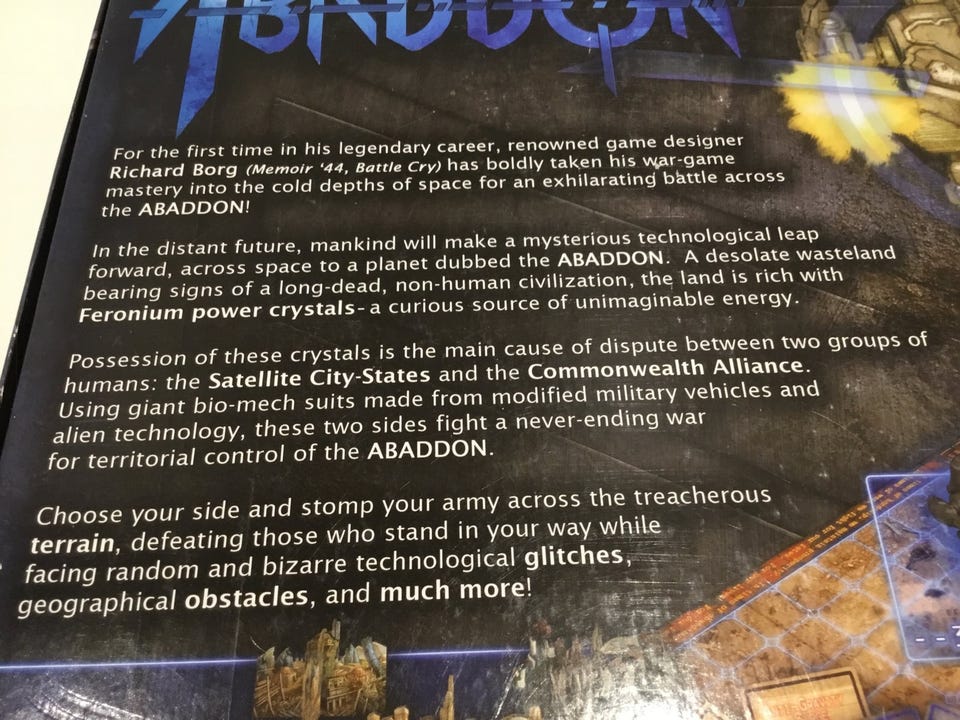 ABADDON
For the first time in his legendary career, renowned game designer
Richard Borg (Memoir '44, Battle Cry) has boldly taken his war-game
mastery into the cold depths of space for an exhilarating battle across
the ABADDON!
In the distant future, mankind will make a mysterious technological leap
forward, across space to a planet dubbed the ABADDON. A desolate wasteland
bearing signs of a long-dead, non-human civilization, the land is rich with
Feronium power crystals-a curious source of unimaginable energy.
Possession of these crystals is the main cause of dispute between two groups of
humans: the Satellite City-States and the Commonwealth Alliance.
Using giant bio-mech suits made from modified military vehicles and
alien technology, these two sides fight a never-ending war
for territorial control of the ABADDON.
Choose your side and stomp your army across the treacherous
terrain, defeating those who stand in your way while
facing random and bizarre technological glitches,
geographical obstacles, and much more!